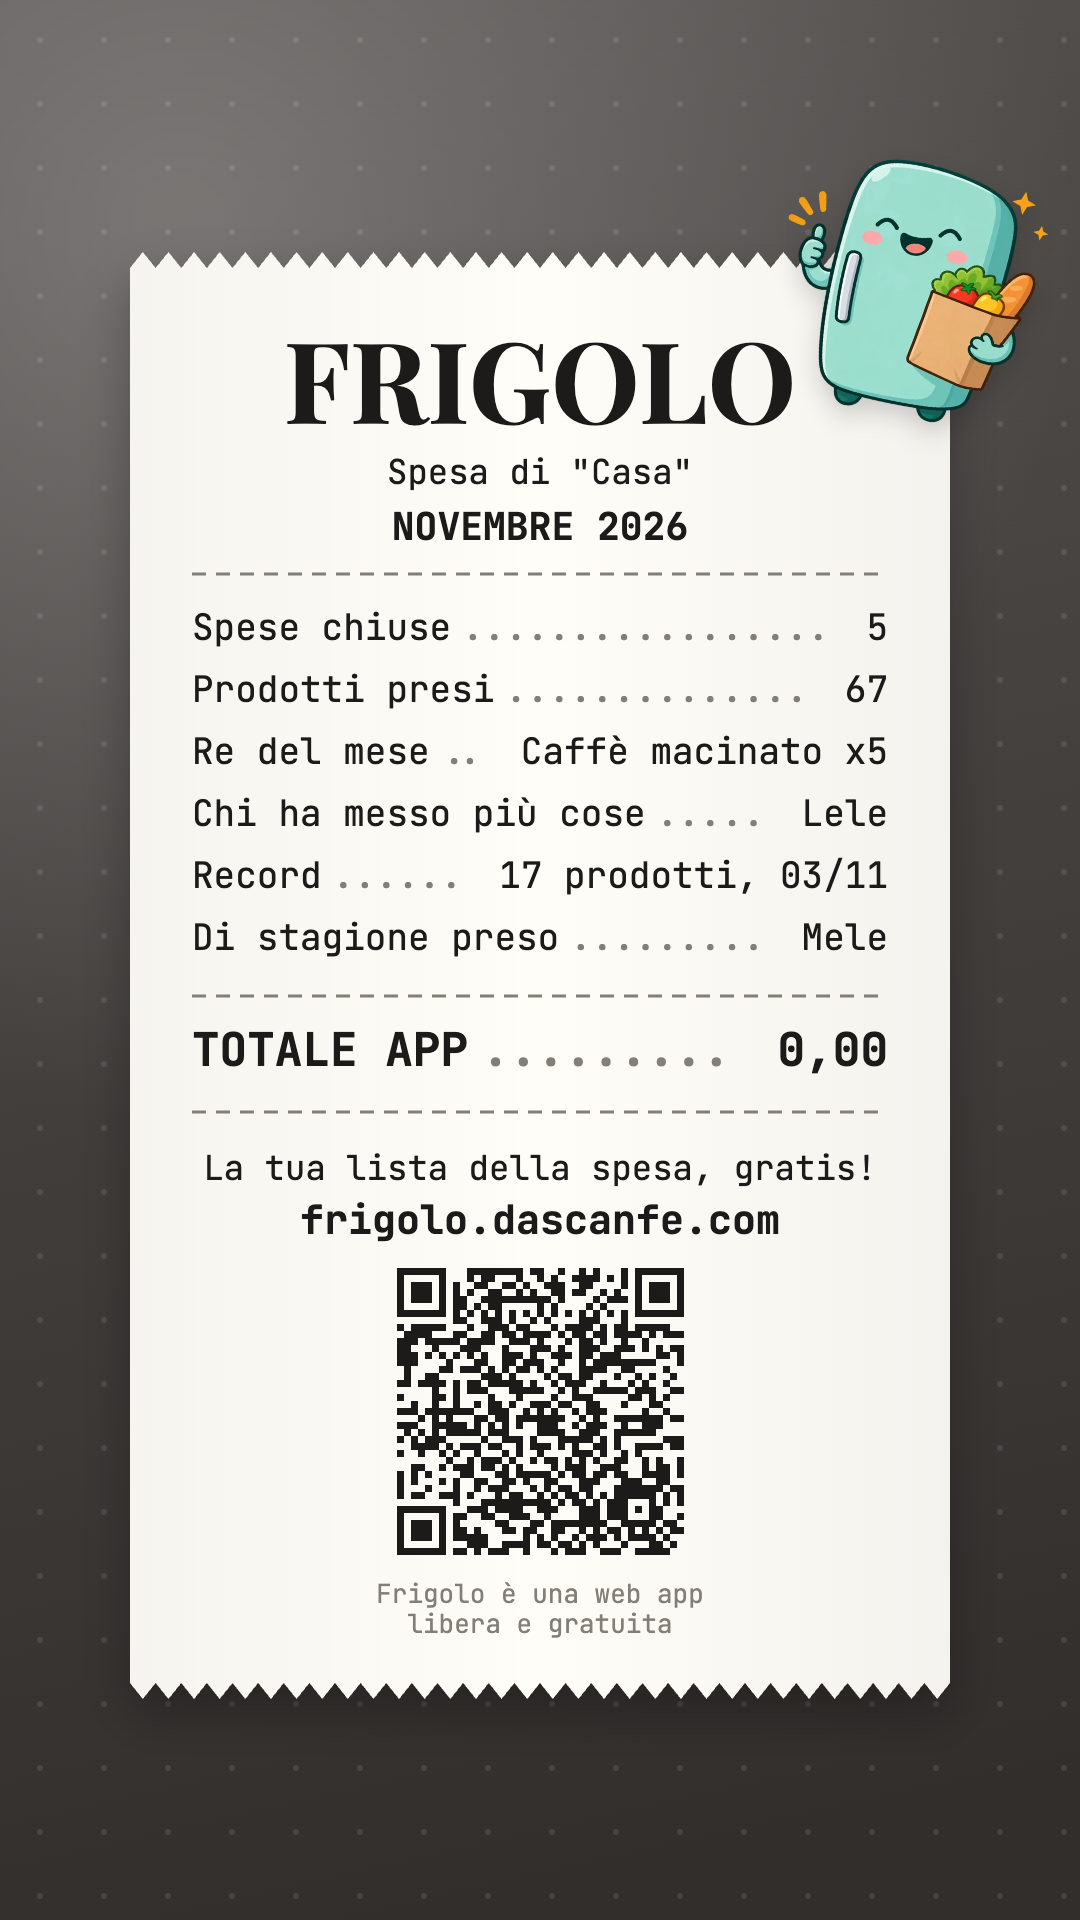 FRIGOLO
Spesa di "Casa"
NOVEMBRE 2026
Spese chiuse ................. 5
Prodotti presi .............. 67
Re del mese .. Caffè macinato x5
Chi ha messo più cose ..... Lele
Record ...... 17 prodotti, 03/11
Di stagione preso ......... Mele
TOTALE APP ......... 0,00
La tua lista della spesa, gratis!
frigolo.dascanfe.com
Frigolo è una web app
libera e gratuita